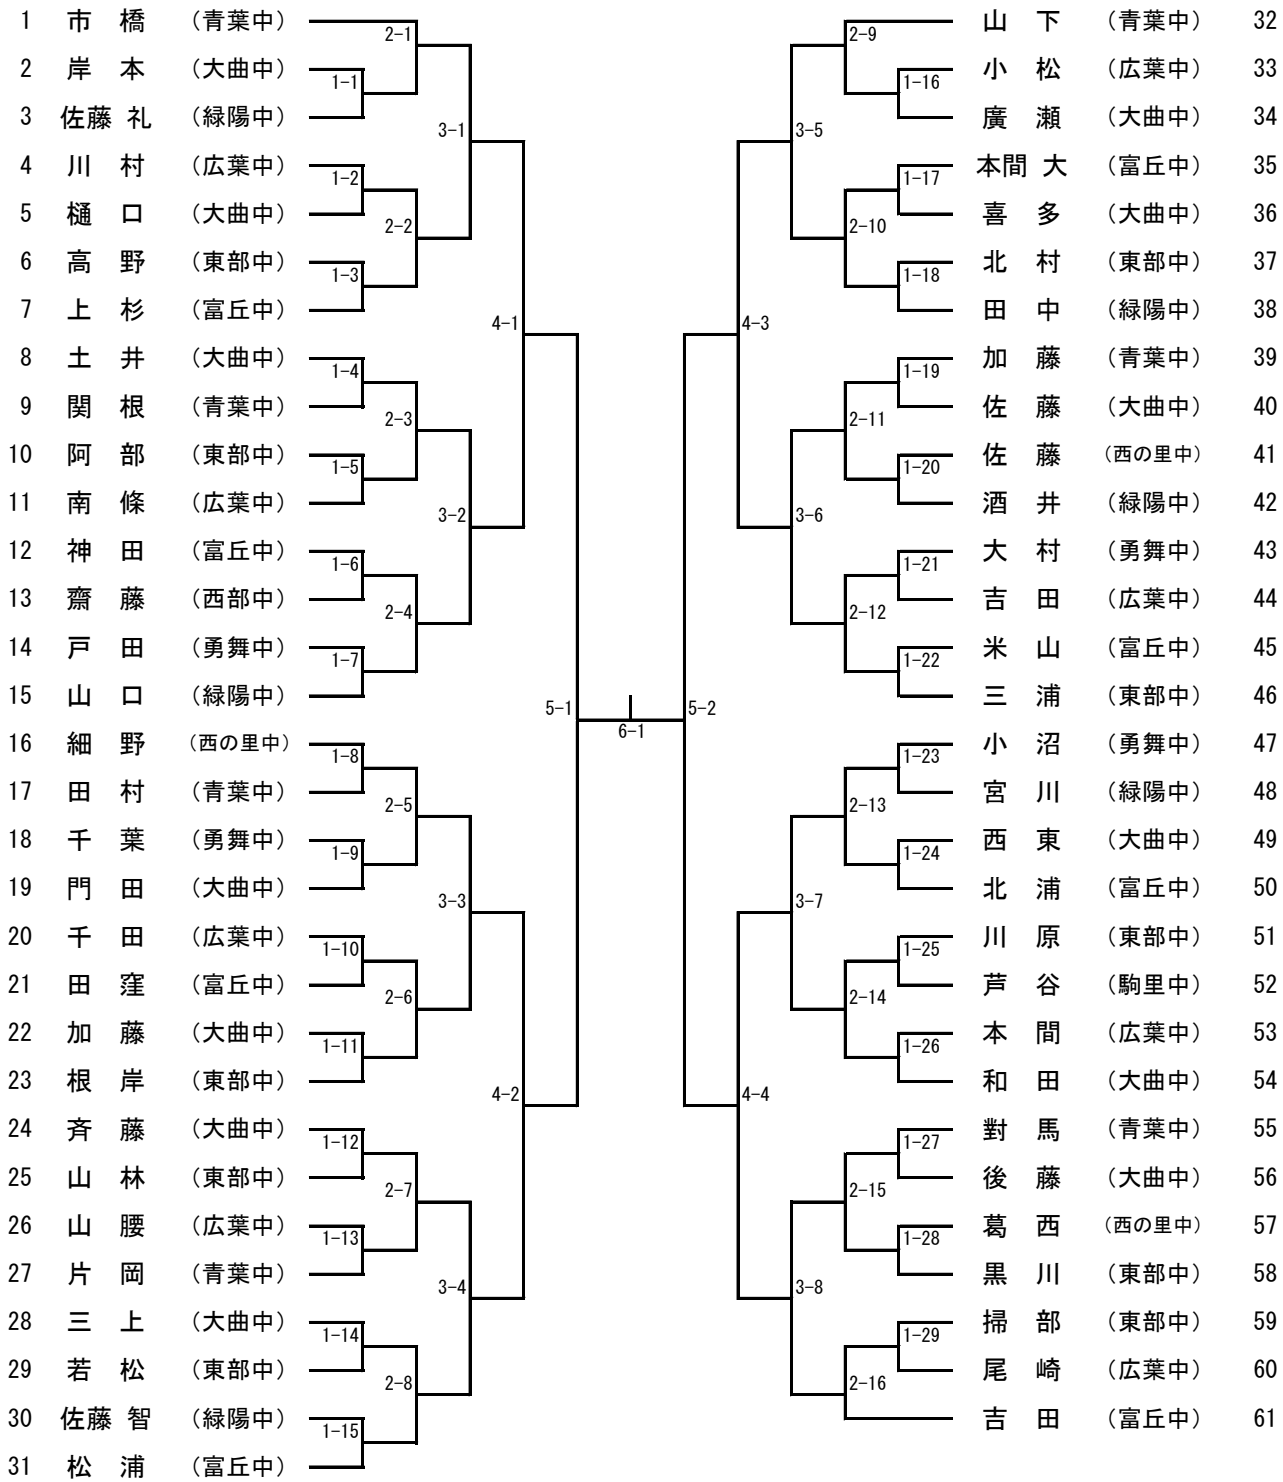 1 市 橋 （青葉中） 2-1 2-9 山 下 （青葉中） 32
2 岸 本 （大曲中） 1-1 1-16 小 松 （広葉中） 33
3 佐藤 礼 （緑陽中） 3-1 3-5 廣 瀬 （大曲中） 34
4 川 村 （広葉中） 1-2 1-17 本間 大 （富丘中） 35
5 樋 口 （大曲中） 2-2 2-10 喜 多 （大曲中） 36
6 高 野 （東部中） 1-3 1-18 北 村 （東部中） 37
7 上 杉 （富丘中） 4-1 4-3 田 中 （緑陽中） 38
8 土 井 （大曲中） 1-4 1-19 加 藤 （青葉中） 39
9 関 根 （青葉中） 2-3 2-11 佐 藤 （大曲中） 40
10 阿 部 （東部中） 1-5 1-20 佐 藤 （西の里中） 41
11 南 條 （広葉中） 3-2 3-6 酒 井 （緑陽中） 42
12 神 田 （富丘中） 1-6 1-21 大 村 （勇舞中） 43
13 齋 藤 （西部中） 2-4 2-12 吉 田 （広葉中） 44
14 戸 田 （勇舞中） 1-7 1-22 米 山 （富丘中） 45
15 山 口 （緑陽中） 5-1 6-1 5-2 三 浦 （東部中） 46
16 細 野 （西の里中） 1-8 1-23 小 沼 （勇舞中） 47
17 田 村 （青葉中） 2-5 2-13 宮 川 （緑陽中） 48
18 千 葉 （勇舞中） 1-9 1-24 西 東 （大曲中） 49
19 門 田 （大曲中） 3-3 3-7 北 浦 （富丘中） 50
20 千 田 （広葉中） 1-10 1-25 川 原 （東部中） 51
21 田 窪 （富丘中） 2-6 2-14 芦 谷 （駒里中） 52
22 加 藤 （大曲中） 1-11 1-26 本 間 （広葉中） 53
23 根 岸 （東部中） 4-2 4-4 和 田 （大曲中） 54
24 斉 藤 （大曲中） 1-12 1-27 對 馬 （青葉中） 55
25 山 林 （東部中） 2-7 2-15 後 藤 （大曲中） 56
26 山 腰 （広葉中） 1-13 1-28 葛 西 （西の里中） 57
27 片 岡 （青葉中） 3-4 3-8 黒 川 （東部中） 58
28 三 上 （大曲中） 1-14 1-29 掃 部 （東部中） 59
29 若 松 （東部中） 2-8 2-16 尾 崎 （広葉中） 60
30 佐藤 智 （緑陽中） 1-15 吉 田 （富丘中） 61
31 松 浦 （富丘中）